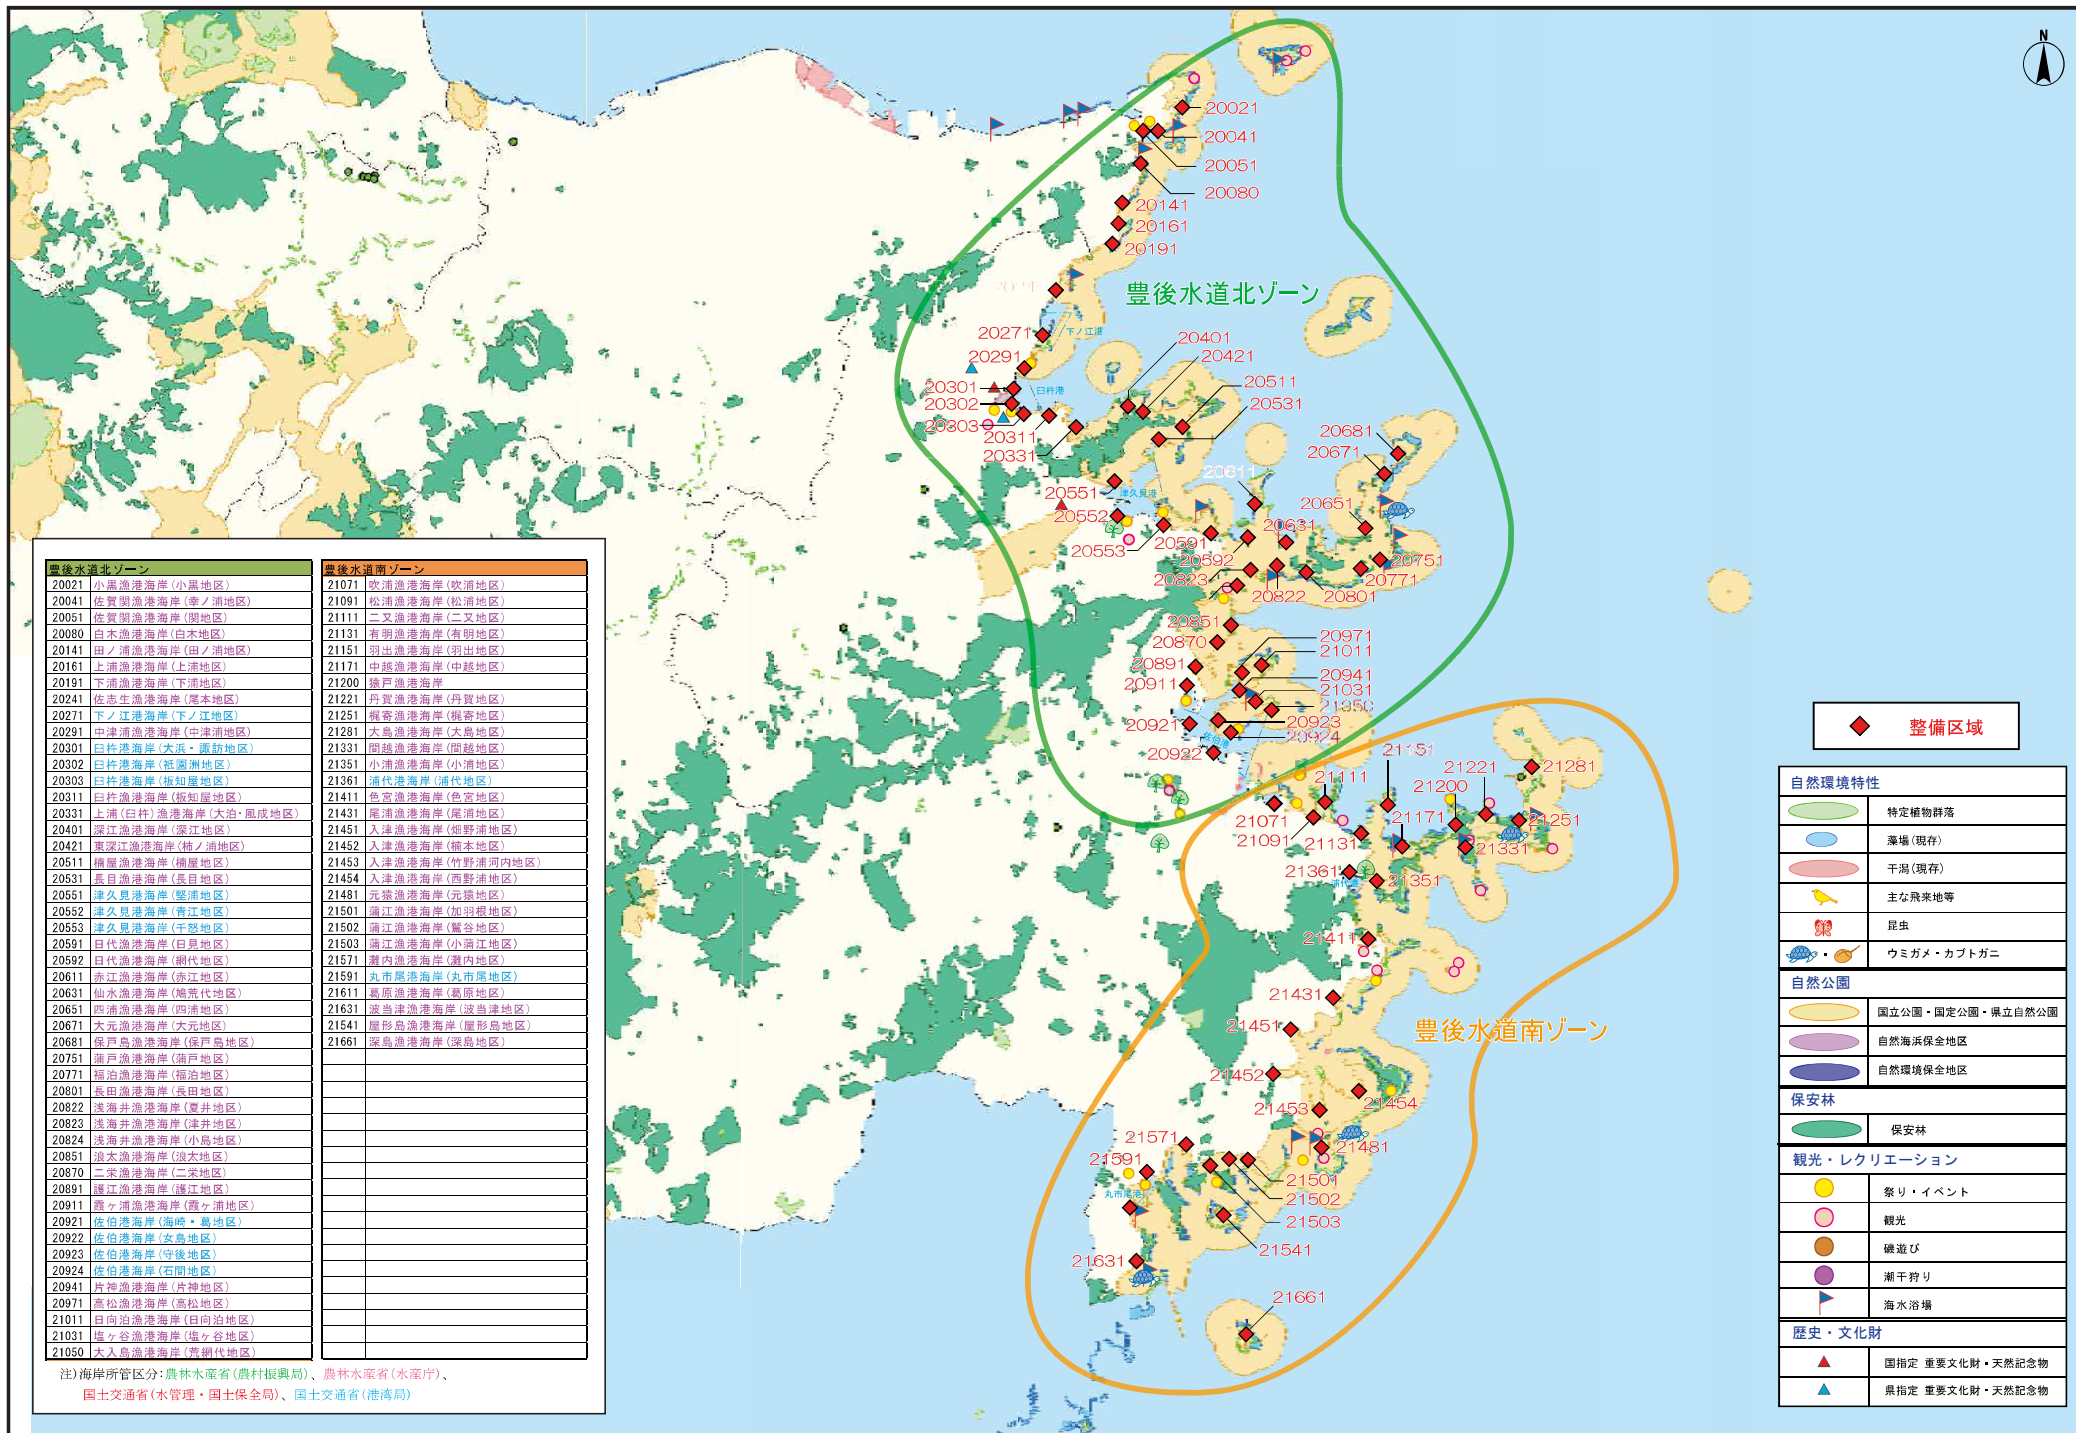 N
20021
20041
20051
20080
20141
20161
20191
豊後水道北ゾーン
20271
下ノ江港
20291
20401
20421
20301
臼杵港
20511
20302
20531
20303
20311
20331
20681
20671
20611
20551
津久見港
20651
20552
20631
20553
20591
20592
20751
20823
20771
20822
20801
20851
20870
20971
21011
20891
20941
20911
21031
20921
20923
佐伯港
20924
20922
21151
21111
21221
21281
21200
21071
21171
21251
21091
21131
21331
21361
浦代港
21351
21411
21431
21451
豊後水道南ゾーン
21452
21453
21454
21571
21481
21591
21501
丸市尾港
21502
21503
21541
21631
21661
豊後水道北ゾーン
20021 小黒漁港海岸(小黒地区)
20041 佐賀関漁港海岸(幸ノ浦地区)
20051 佐賀関漁港海岸(関地区)
20080 白木漁港海岸(白木地区)
20141 田ノ浦漁港海岸(田ノ浦地区)
20161 上浦漁港海岸(上浦地区)
20191 下浦漁港海岸(下浦地区)
20241 佐志生漁港海岸(尾本地区)
20271 下ノ江港海岸(下ノ江地区)
20291 中津浦漁港海岸(中津浦地区)
20301 臼杵港海岸(大浜・諏訪地区)
20302 臼杵港海岸(祇園洲地区)
20303 臼杵港海岸(板知屋地区)
20311 臼杵漁港海岸(板知屋地区)
20331 上浦(臼杵)漁港海岸(大泊・風成地区)
20401 深江漁港海岸(深江地区)
20421 東深江漁港海岸(柿ノ浦地区)
20511 楠屋漁港海岸(楠屋地区)
20531 長目漁港海岸(長目地区)
20551 津久見港海岸(堅浦地区)
20552 津久見港海岸(青江地区)
20553 津久見港海岸(千怒地区)
20591 日代漁港海岸(日見地区)
20592 日代漁港海岸(網代地区)
20611 赤江漁港海岸(赤江地区)
20631 仙水漁港海岸(鳩荒代地区)
20651 四浦漁港海岸(四浦地区)
20671 大元漁港海岸(大元地区)
20681 保戸島漁港海岸(保戸島地区)
20751 蒲戸漁港海岸(蒲戸地区)
20771 福泊漁港海岸(福泊地区)
20801 長田漁港海岸(長田地区)
20822 浅海井漁港海岸(夏井地区)
20823 浅海井漁港海岸(津井地区)
20824 浅海井漁港海岸(小島地区)
20851 浪太漁港海岸(浪太地区)
20870 二栄漁港海岸(二栄地区)
20891 護江漁港海岸(護江地区)
20911 霞ヶ浦漁港海岸(霞ヶ浦地区)
20921 佐伯港海岸(海崎・葛地区)
20922 佐伯港海岸(女島地区)
20923 佐伯港海岸(守後地区)
20924 佐伯港海岸(石間地区)
20941 片神漁港海岸(片神地区)
20971 高松漁港海岸(高松地区)
21011 日向泊漁港海岸(日向泊地区)
21031 塩ヶ谷漁港海岸(塩ヶ谷地区)
21050 大入島漁港海岸(荒網代地区)
豊後水道南ゾーン
21071 吹浦漁港海岸(吹浦地区)
21091 松浦漁港海岸(松浦地区)
21111 二又漁港海岸(二又地区)
21131 有明漁港海岸(有明地区)
21151 羽出漁港海岸(羽出地区)
21171 中越漁港海岸(中越地区)
21200 猿戸漁港海岸
21221 丹賀漁港海岸(丹賀地区)
21251 梶寄漁港海岸(梶寄地区)
21281 大島漁港海岸(大島地区)
21331 間越漁港海岸(間越地区)
21351 小浦漁港海岸(小浦地区)
21361 浦代港海岸(浦代地区)
21411 色宮漁港海岸(色宮地区)
21431 尾浦漁港海岸(尾浦地区)
21451 入津漁港海岸(畑野浦地区)
21452 入津漁港海岸(楠本地区)
21453 入津漁港海岸(竹野浦河内地区)
21454 入津漁港海岸(西野浦地区)
21481 元猿漁港海岸(元猿地区)
21501 蒲江漁港海岸(加羽根地区)
21502 蒲江漁港海岸(鷲谷地区)
21503 蒲江漁港海岸(小蒲江地区)
21571 灘内漁港海岸(灘内地区)
21591 丸市尾港海岸(丸市尾地区)
21611 葛原漁港海岸(葛原地区)
21631 波当津漁港海岸(波当津地区)
21541 屋形島漁港海岸(屋形島地区)
21661 深島漁港海岸(深島地区)
注)海岸所管区分:農林水産省(農村振興局)、農林水産省(水産庁)、
国土交通省(水管理・国土保全局)、国土交通省(港湾局)
整備区域
自然環境特性
特定植物群落
藻場(現存)
干潟(現存)
主な飛来地等
昆虫
・ ウミガメ・カブトガニ
自然公園
国立公園・国定公園・県立自然公園
自然海浜保全地区
自然環境保全地区
保安林
保安林
観光・レクリエーション
祭り・イベント
観光
磯遊び
潮干狩り
海水浴場
歴史・文化財
国指定 重要文化財・天然記念物
県指定 重要文化財・天然記念物